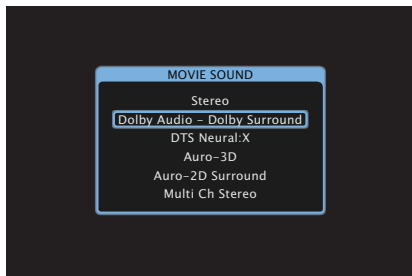 MOVIE SOUND
Stereo
Dolby Audio – Dolby Surround
DTS Neural:X
Auro-3D
Auro-2D Surround
Multi Ch Stereo